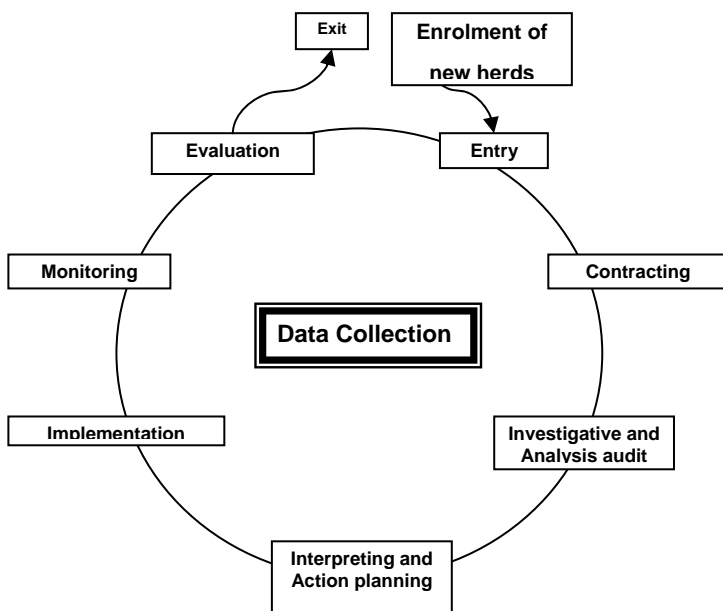 Exit
Enrolment of
new herds
Evaluation
Entry
Monitoring
Contracting
Data Collection
Implementation
Investigative and
Analysis audit
Interpreting and
Action planning